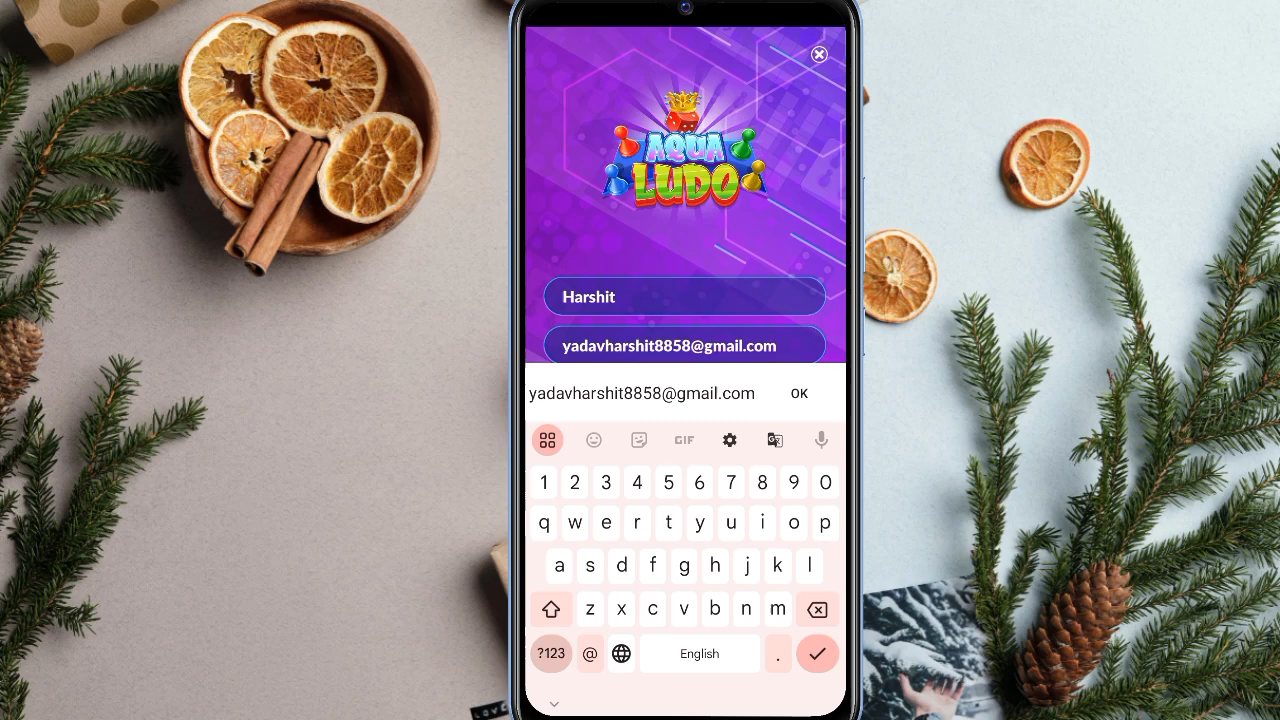 AQUA
LUDO
Harshit
yadavharshit8858@gmail.com
yadavharshit8858@gmail.com OK
GIF
1 2 3 4 5 6 7 8 9 0
q w e r t y u i o p
a s d f g h j k l
z x c v b n m
?123 @ English .